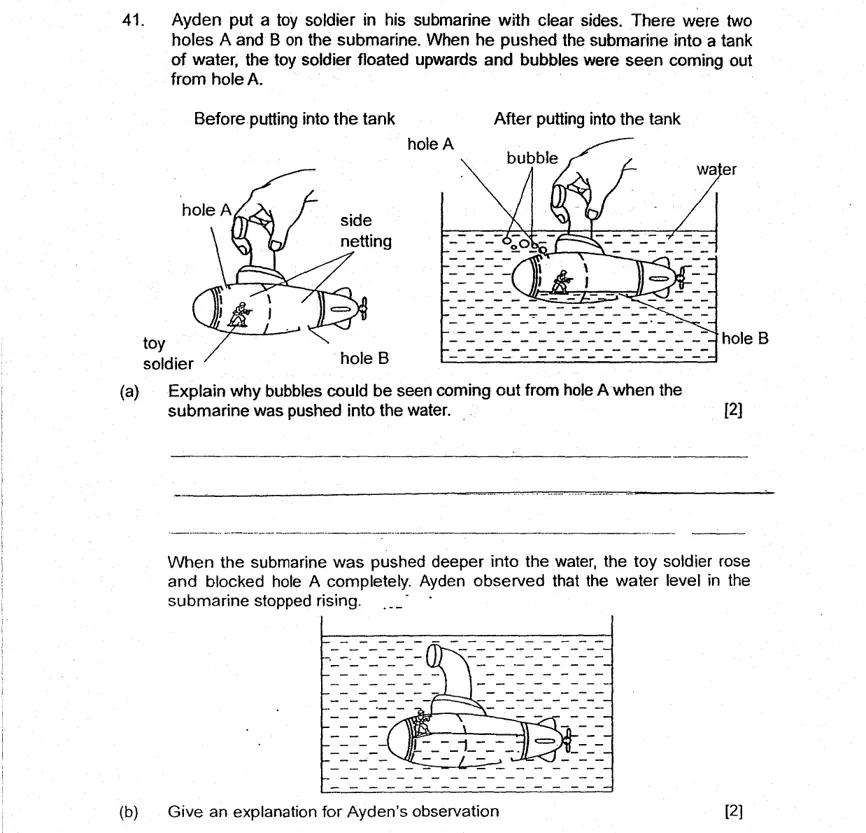 41. Ayden put a toy soldier in his submarine with clear sides. There were two
holes A and B on the submarine. When he pushed the submarine into a tank
of water, the toy soldier floated upwards and bubbles were seen coming out
from hole A.
Before putting into the tank
After putting into the tank
hole A
bubble
water
hole A
side
netting
hole B
toy
soldier
hole B
(a) Explain why bubbles could be seen coming out from hole A when the
submarine was pushed into the water. [2]
When the submarine was pushed deeper into the water, the toy soldier rose
and blocked hole A completely. Ayden observed that the water level in the
submarine stopped rising.
(b) Give an explanation for Ayden's observation [2]